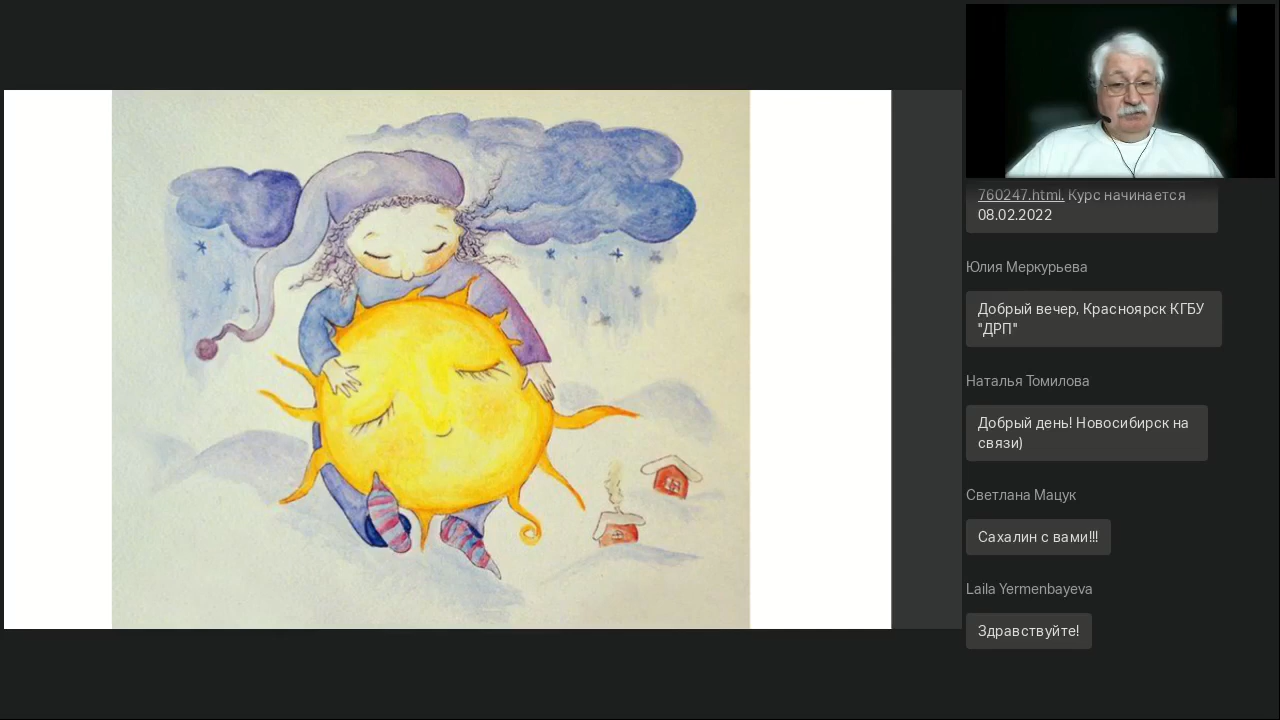 760247.html. Курс начинается
08.02.2022
Юлия Меркурьева
Добрый вечер, Красноярск КГБУ
"ДРП"
Наталья Томилова
Добрый день! Новосибирск на
связи)
Светлана Мацук
Сахалин с вами!!!
Laila Yermenbayeva
Здравствуйте!